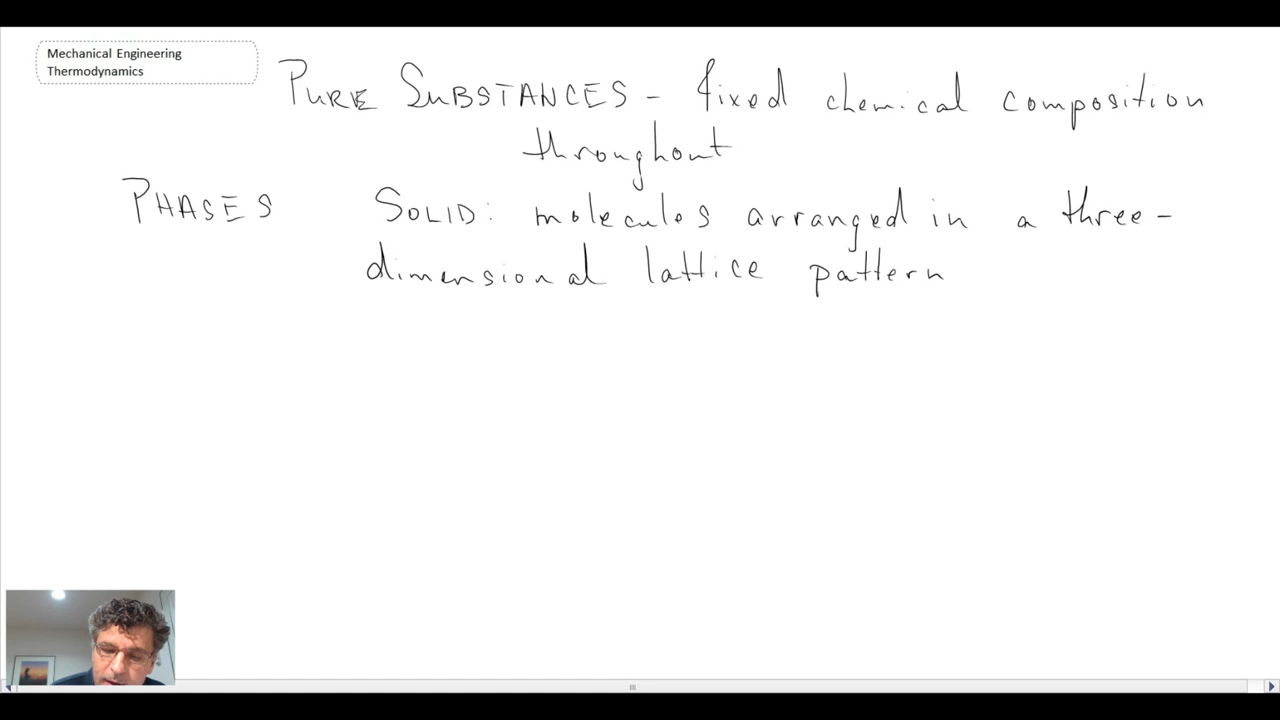 Mechanical Engineering
Thermodynamics
PURE SUBSTANCES - fixed chemical composition
throughout
PHASES SOLID: molecules arranged in a three-
dimensional lattice pattern